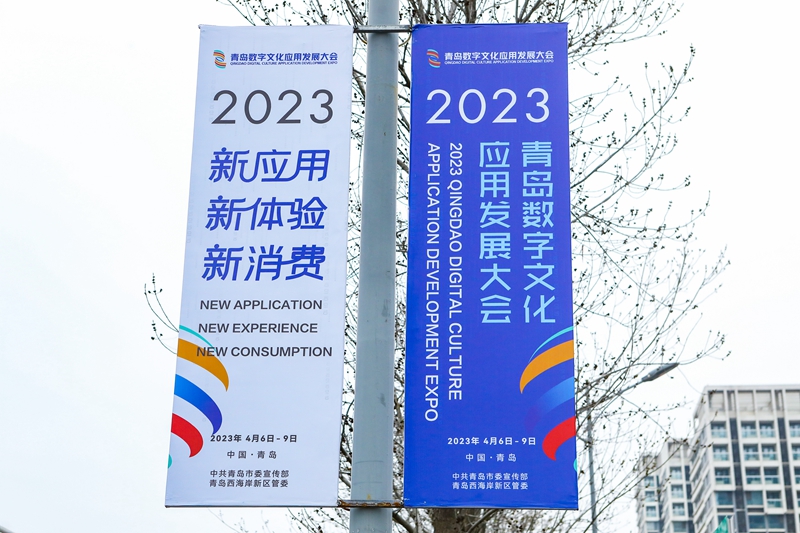 青岛数字文化应用发展大会
QINGDAO DIGITAL CULTURE APPLICATION DEVELOPMENT EXPO
2023
新应用
新体验
新消费
NEW APPLICATION
NEW EXPERIENCE
NEW CONSUMPTION
2023年 4月6日-9日
中国·青岛
中共青岛市委宣传部
青岛西海岸新区管委
青岛数字文化应用发展大会
QINGDAO DIGITAL CULTURE APPLICATION DEVELOPMENT EXPO
2023
青岛数字文化
应用发展大会
2023 QINGDAO DIGITAL CULTURE
APPLICATION DEVELOPMENT EXPO
2023年 4月6日-9日
中国·青岛
中共青岛市委宣传部
青岛西海岸新区管委